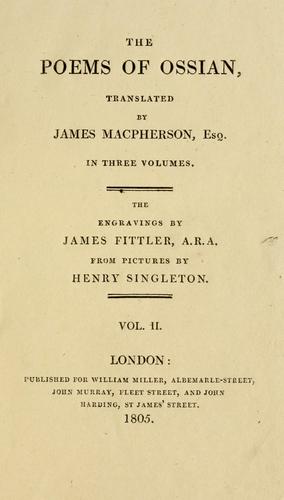 THE
POEMS OF OSSIAN,
TRANSLATED
BY
JAMES MACPHERSON, Esq.
IN THREE VOLUMES.
THE
ENGRAVINGS BY
JAMES FITTLER, A.R.A.
FROM PICTURES BY
HENRY SINGLETON.
VOL. II.
LONDON:
PUBLISHED FOR WILLIAM MILLER, ALBEMARLE-STREET,
JOHN MURRAY, FLEET STREET, AND JOHN
HARDING, ST JAMES' STREET.
1805.